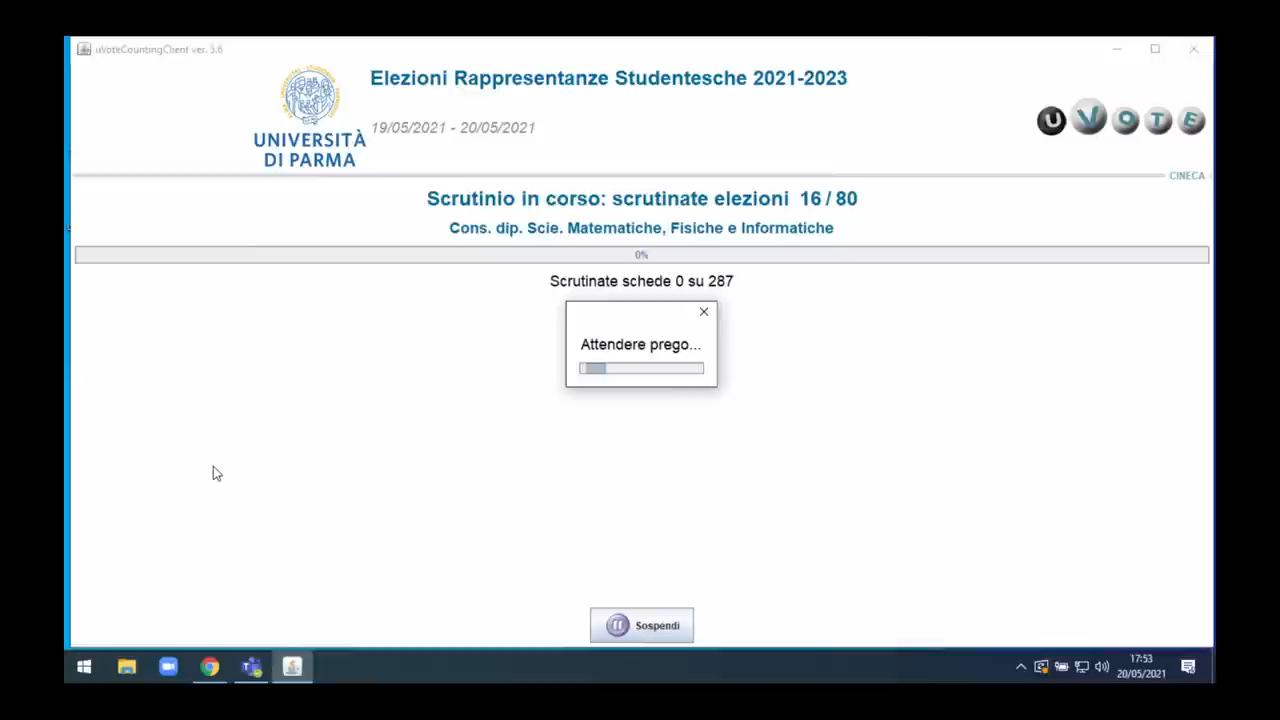 uVoteCountingClient ver. 3.6
Elezioni Rappresentanze Studentesche 2021-2023
19/05/2021 - 20/05/2021
UNIVERSITÀ
DI PARMA
U V O T E
CINECA
Scrutinio in corso: scrutinate elezioni 16 / 80
Cons. dip. Scie. Matematiche, Fisiche e Informatiche
0%
Scrutinate schede 0 su 287
Attendere prego...
Sospendi
17:53
20/05/2021